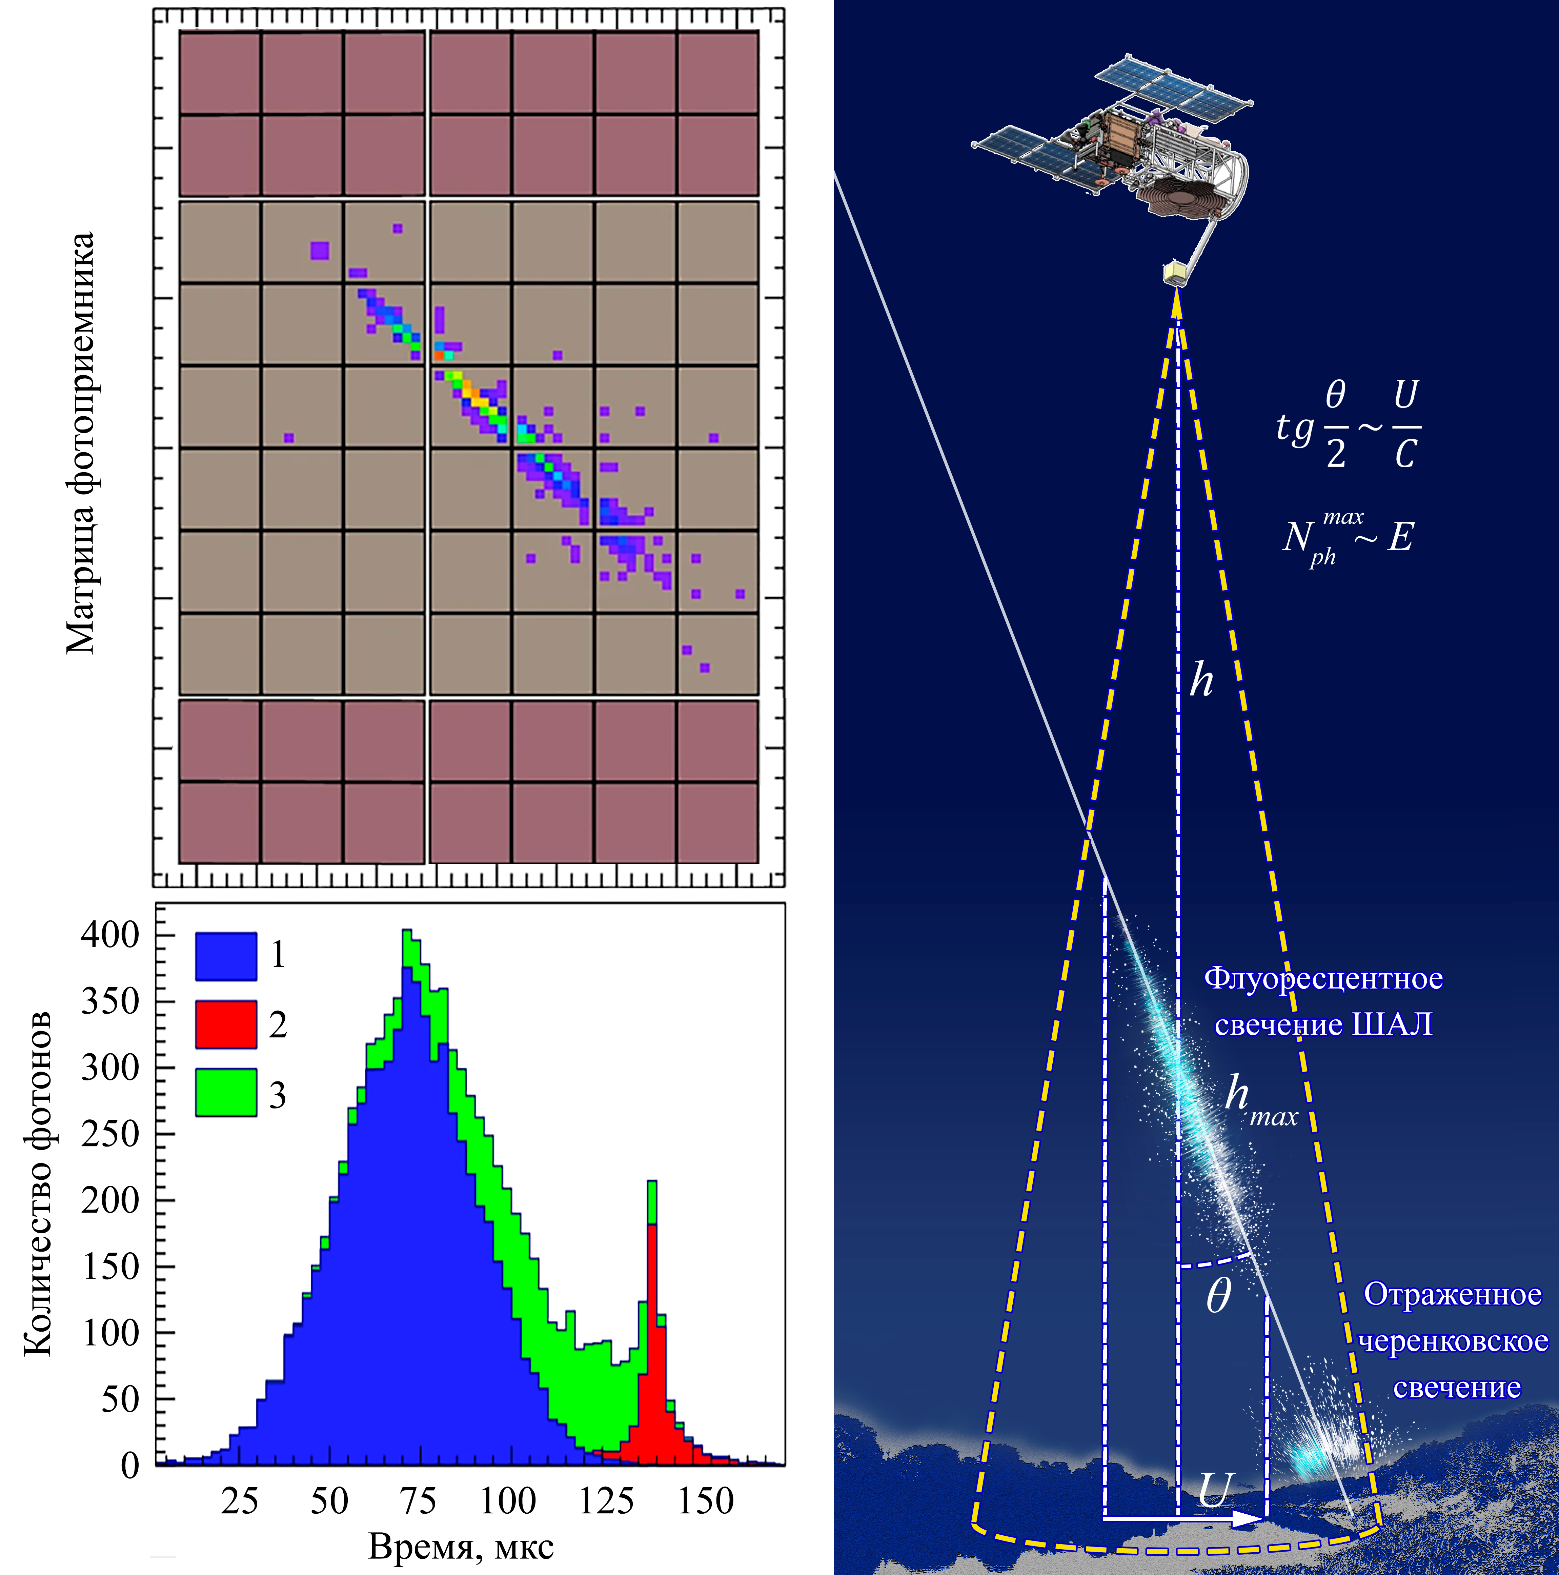 Матрица фотоприемника
Количество фотонов
400
350
300
250
200
150
100
50
0
1
2
3
25 50 75 100 125 150
Время, мкс
tg θ/2 ~ U/C
N_ph^max ~ E
h
Флуоресцентное
свечение ШАЛ
h_max
θ
Отраженное
черенковское
свечение
U